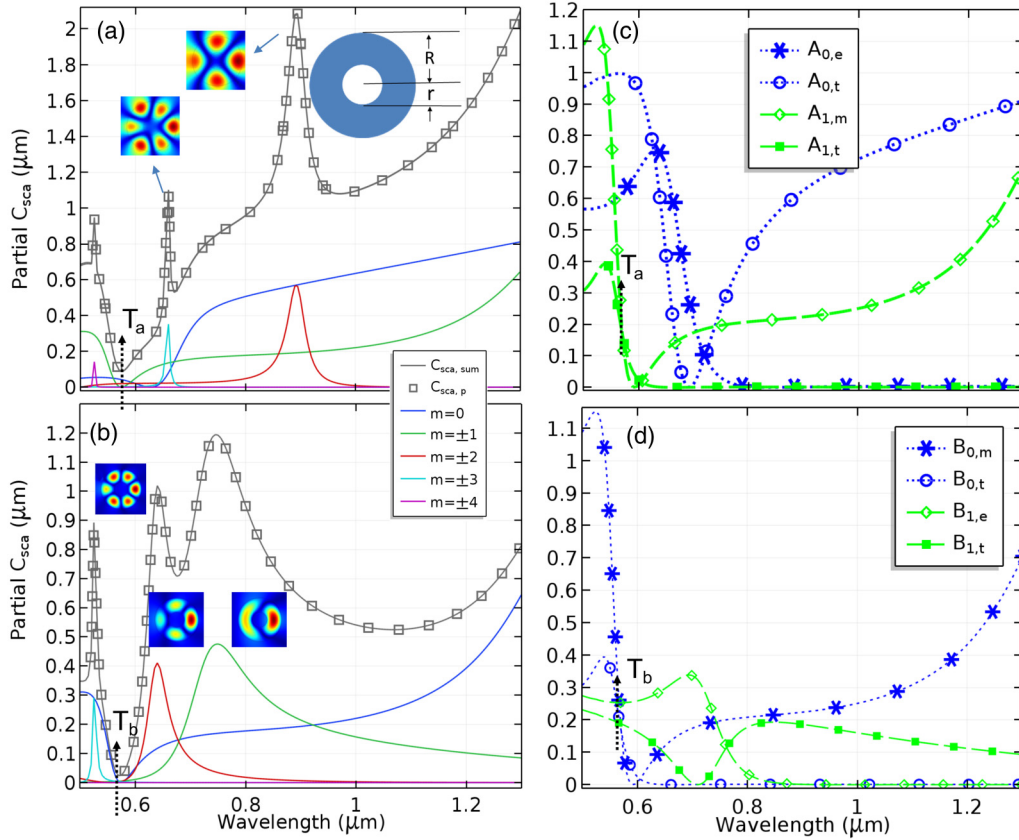 (a)
Partial C_sca (μm)
2
1.8
1.6
1.4
1.2
1
0.8
0.6
0.4
0.2
0
R
r
T_a
C_sca, sum
C_sca, p
m=0
m=±1
m=±2
m=±3
m=±4
(b)
Partial C_sca (μm)
1.2
1.1
1
0.9
0.8
0.7
0.6
0.5
0.4
0.3
0.2
0.1
0
T_b
0.6
0.8
1
1.2
Wavelength (μm)
(c)
1.2
1.1
1
0.9
0.8
0.7
0.6
0.5
0.4
0.3
0.2
0.1
0
A_0,e
A_0,t
A_1,m
A_1,t
T_a
(d)
1.1
1
0.9
0.8
0.7
0.6
0.5
0.4
0.3
0.2
0.1
0
B_0,m
B_0,t
B_1,e
B_1,t
T_b
0.6
0.8
1
1.2
Wavelength (μm)